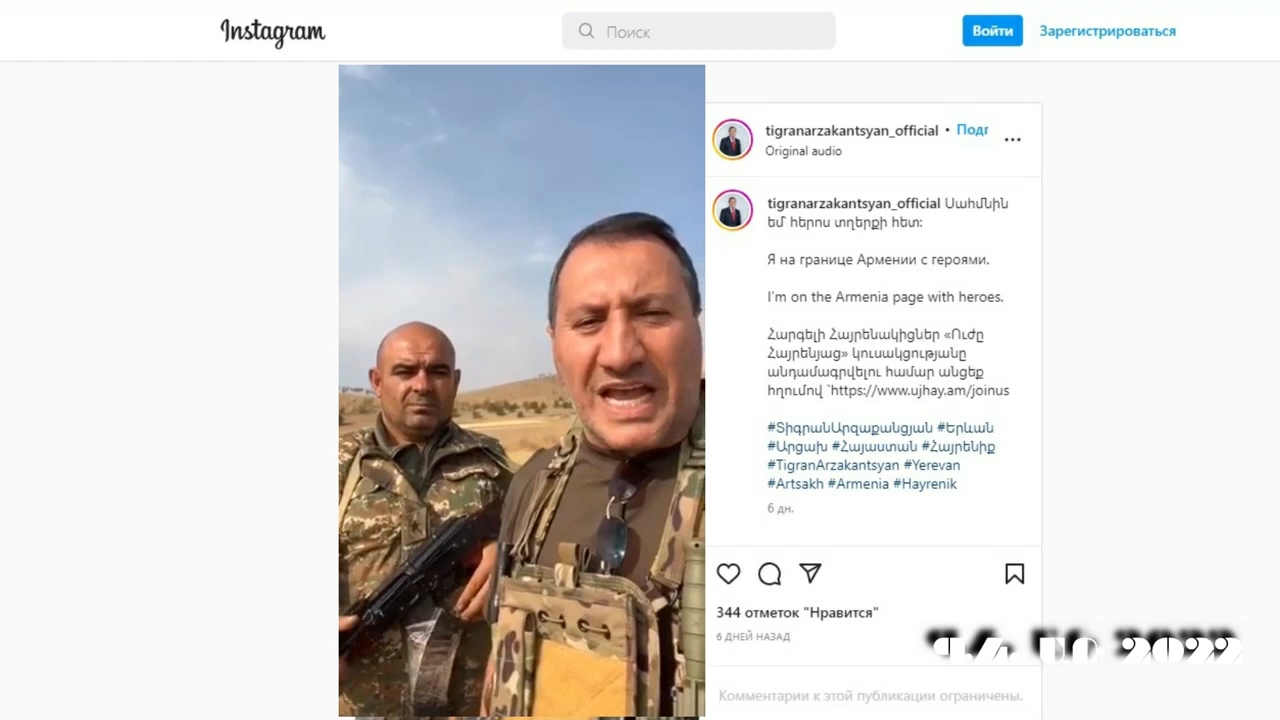 Instagram
Поиск
Войти
Зарегистрироваться
tigranarzakantsyan_official • Подг
Original audio
tigranarzakantsyan_official Սահմնին
եմ հերոս տղերքի հետ:
Я на границе Армении с героями.
I'm on the Armenia page with heroes.
Հարգելի Հայրենակիցներ «Ուժը
Հայրենյաց» կուսակցությանը
անդամագրվելու համար անցեք
հղումով `https://www.ujhay.am/joinus
#ՏիգրանԱրզաքանցյան #Երևան
#Արցախ #Հայաստան #Հայրենիք
#TigranArzakantsyan #Yerevan
#Artsakh #Armenia #Hayrenik
6 дн.
344 отметок "Нравится"
6 ДНЕЙ НАЗАД
2022
Комментарии к этой публикации ограничены.